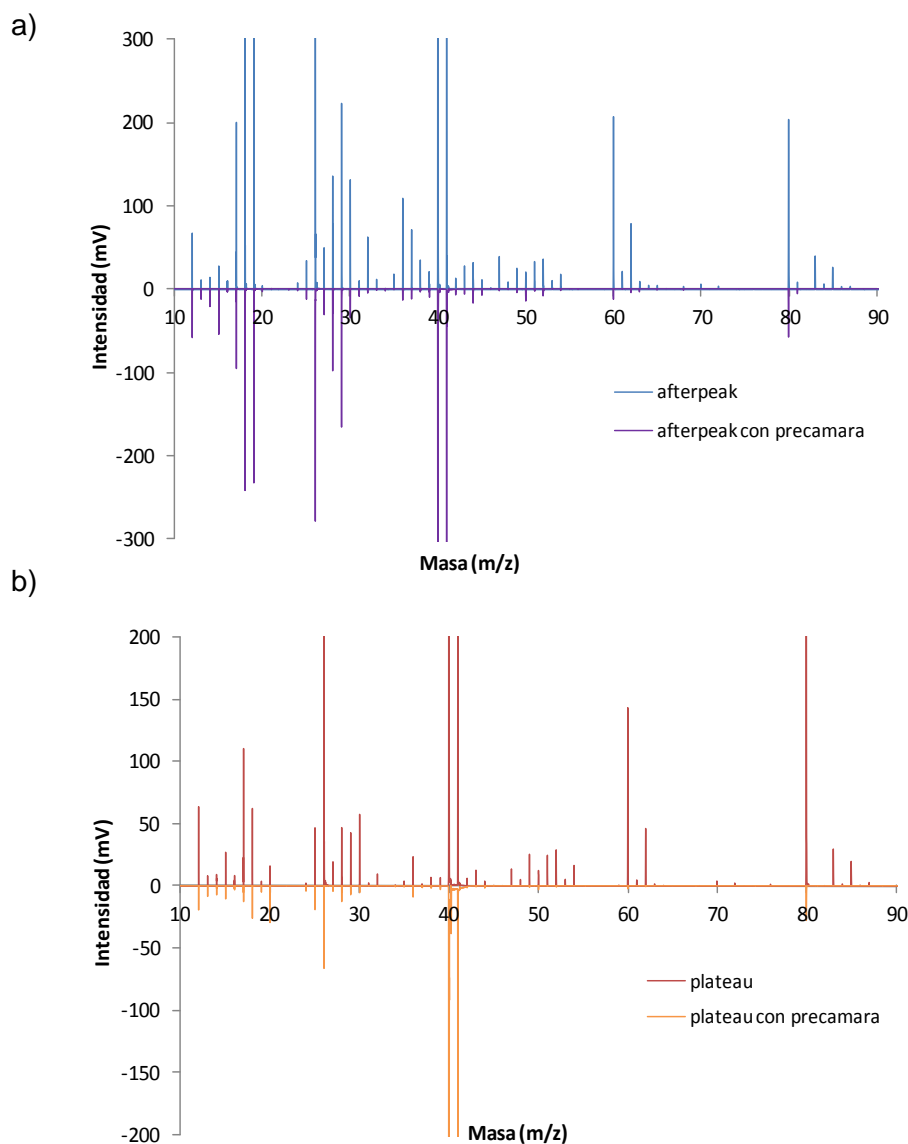 a)
300
200
100
0
-100
-200
-300
10 20 30 40 50 60 70 80 90
Intensidad (mV)
Masa (m/z)
afterpeak
afterpeak con precamara
b)
200
150
100
50
0
-50
-100
-150
-200
10 20 30 40 50 60 70 80 90
Intensidad (mV)
Masa (m/z)
plateau
plateau con precamara